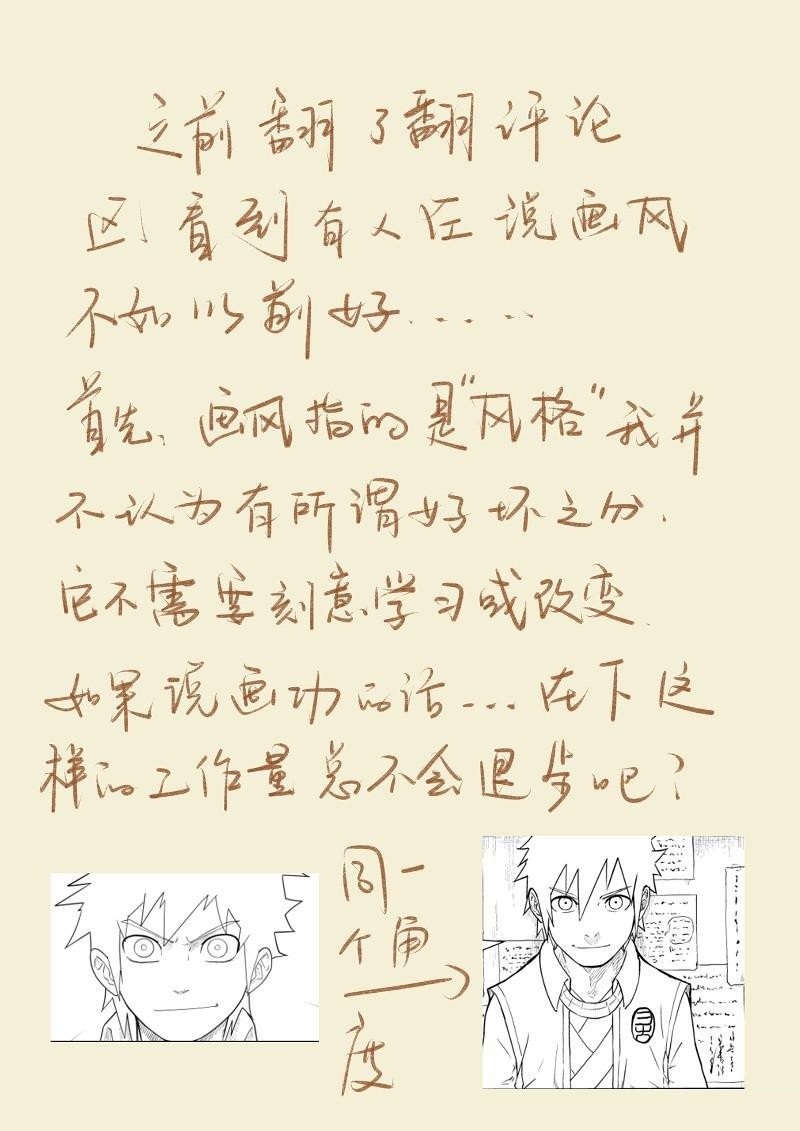 之前翻了翻评论
区看到有人在说画风
不如以前好......
首先,画风指的是"风格"我并
不认为有所谓好坏之分.
它不需要刻意学习或改变.
如果说画功的话...在下这
样的工作量总不会退步吧?
同一
个角
度